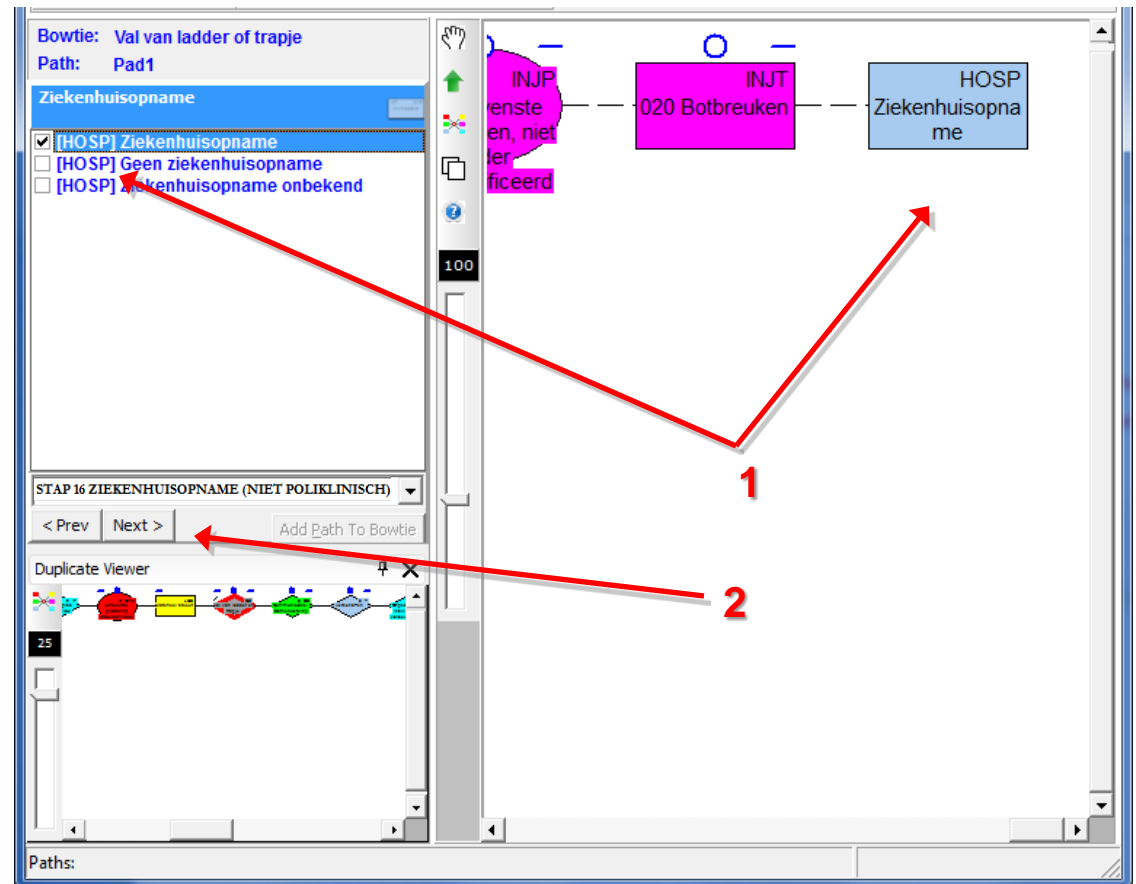 Bowtie: Val van ladder of trapje
Path: Pad1
Ziekenhuisopname
[HOSP] Ziekenhuisopname
[HOSP] Geen ziekenhuisopname
[HOSP] Ziekenhuisopname onbekend
STAP 16 ZIEKENHUISOPNAME (NIET POLIKLINISCH)
< Prev
Next >
Add Path To Bowtie
Duplicate Viewer
25
100
INJP
enste
en, niet
der
ficeerd
INJT
020 Botbreuken
HOSP
Ziekenhuisopna
me
1
2
Paths: